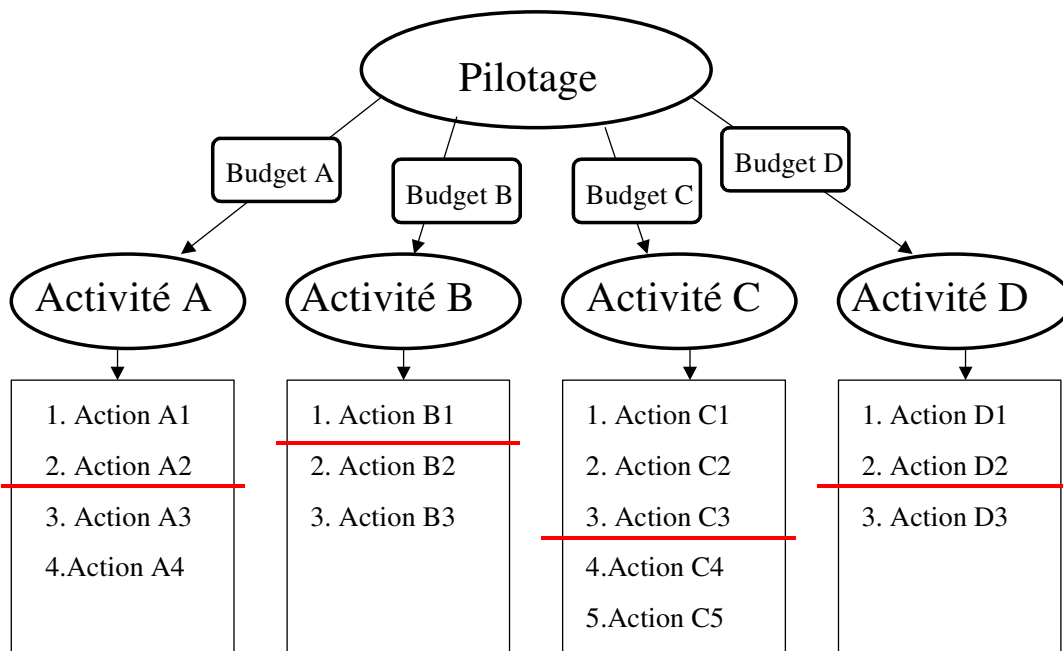 Pilotage
Budget A
Budget B
Budget C
Budget D
Activité A
Activité B
Activité C
Activité D
1. Action A1
2. Action A2
3. Action A3
4.Action A4
1. Action B1
2. Action B2
3. Action B3
1. Action C1
2. Action C2
3. Action C3
4.Action C4
5.Action C5
1. Action D1
2. Action D2
3. Action D3